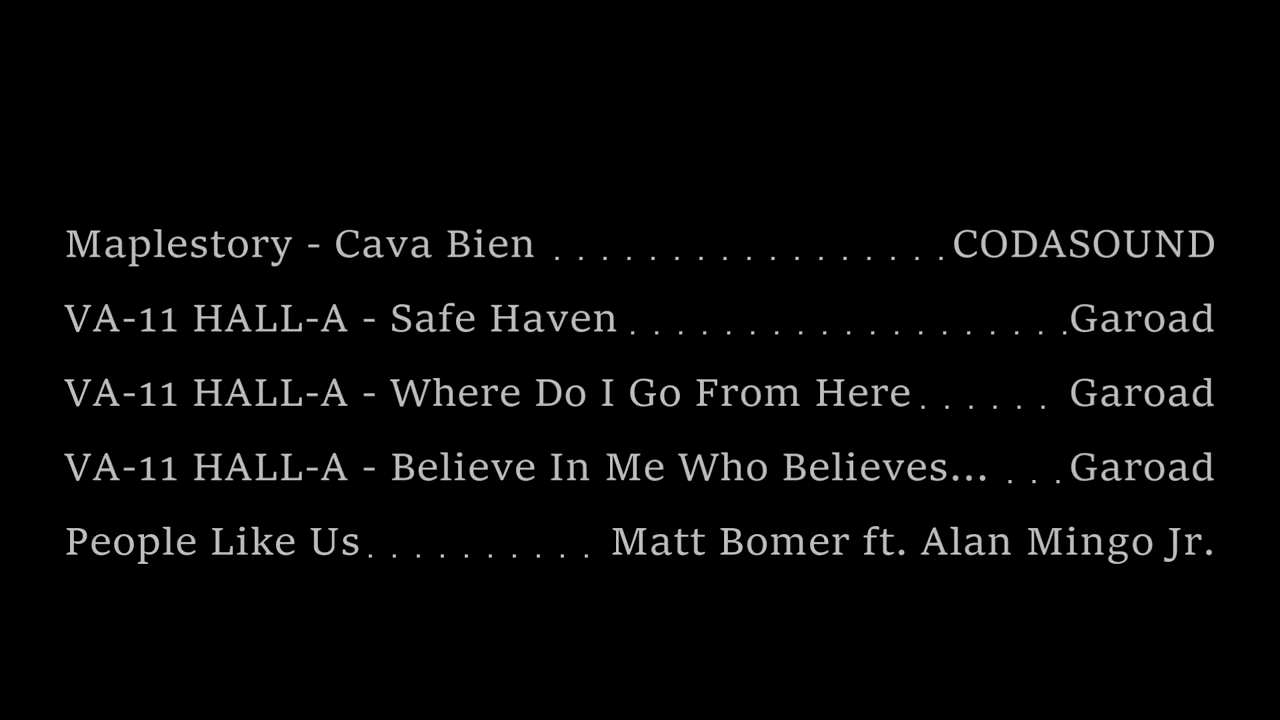 Maplestory - Cava Bien . . . . . . . . . . . . . . . . . CODASOUND
VA-11 HALL-A - Safe Haven . . . . . . . . . . . . . . . . . . . Garoad
VA-11 HALL-A - Where Do I Go From Here . . . . . . Garoad
VA-11 HALL-A - Believe In Me Who Believes... . . . Garoad
People Like Us . . . . . . . . . . Matt Bomer ft. Alan Mingo Jr.